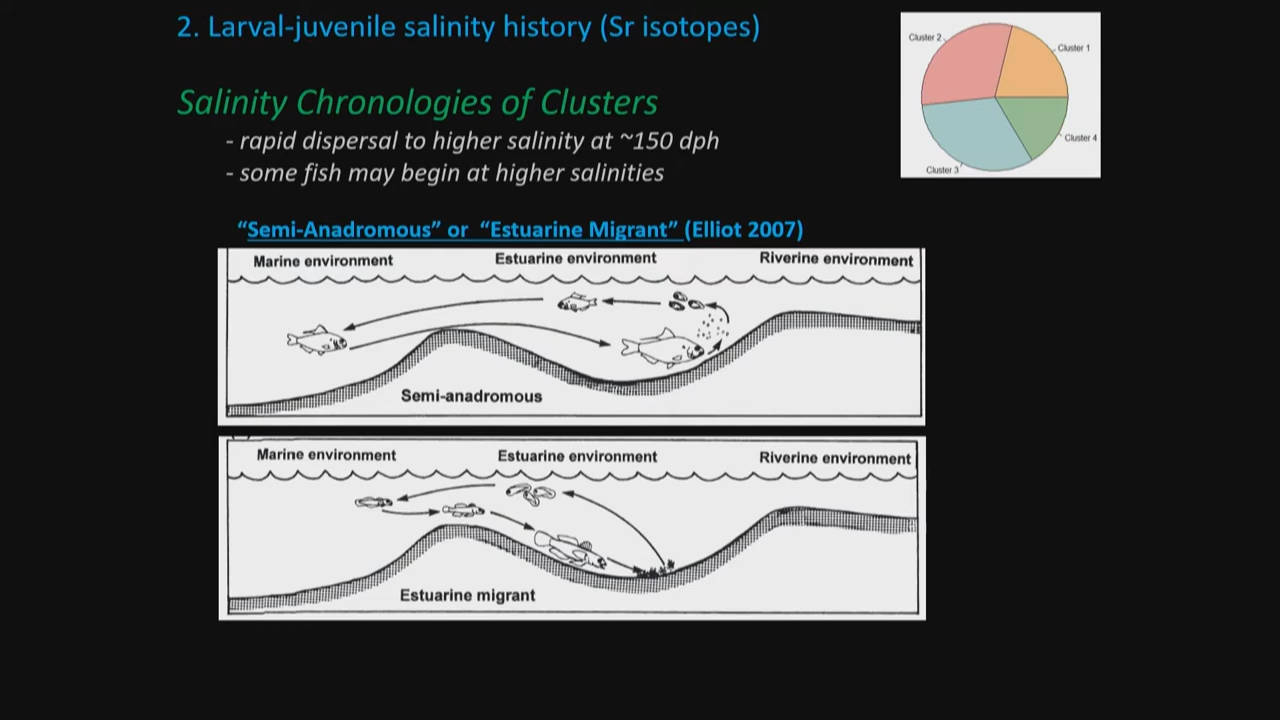 2. Larval-juvenile salinity history (Sr isotopes)
Cluster 2
Cluster 1
Cluster 4
Cluster 3
Salinity Chronologies of Clusters
- rapid dispersal to higher salinity at ~150 dph
- some fish may begin at higher salinities
“Semi-Anadromous” or “Estuarine Migrant” (Elliot 2007)
Marine environment Estuarine environment Riverine environment
Semi-anadromous
Marine environment Estuarine environment Riverine environment
Estuarine migrant